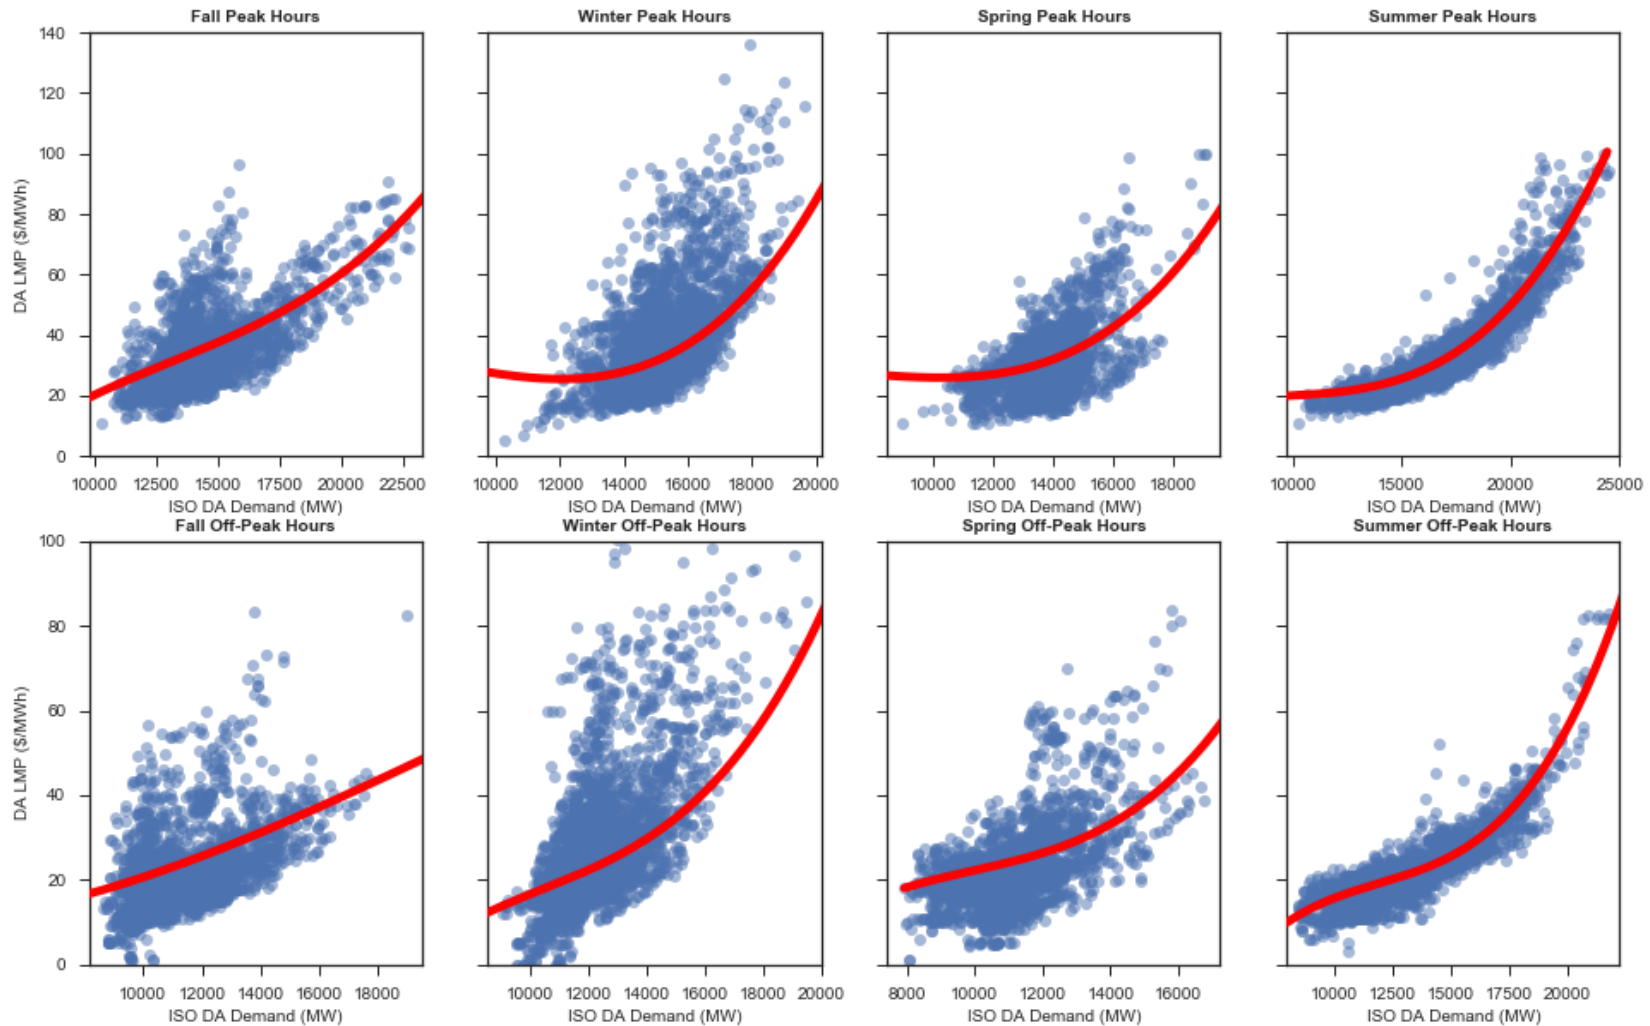 Fall Peak Hours
Winter Peak Hours
Spring Peak Hours
Summer Peak Hours
DA LMP ($/MWh)
140
120
100
80
60
40
20
0
10000 12500 15000 17500 20000 22500
10000 12000 14000 16000 18000 20000
10000 12000 14000 16000 18000
10000 15000 20000 25000
ISO DA Demand (MW)
ISO DA Demand (MW)
ISO DA Demand (MW)
ISO DA Demand (MW)
Fall Off-Peak Hours
Winter Off-Peak Hours
Spring Off-Peak Hours
Summer Off-Peak Hours
DA LMP ($/MWh)
100
80
60
40
20
0
10000 12000 14000 16000 18000
10000 12000 14000 16000 18000 20000
8000 10000 12000 14000 16000
10000 15000 20000
ISO DA Demand (MW)
ISO DA Demand (MW)
ISO DA Demand (MW)
ISO DA Demand (MW)